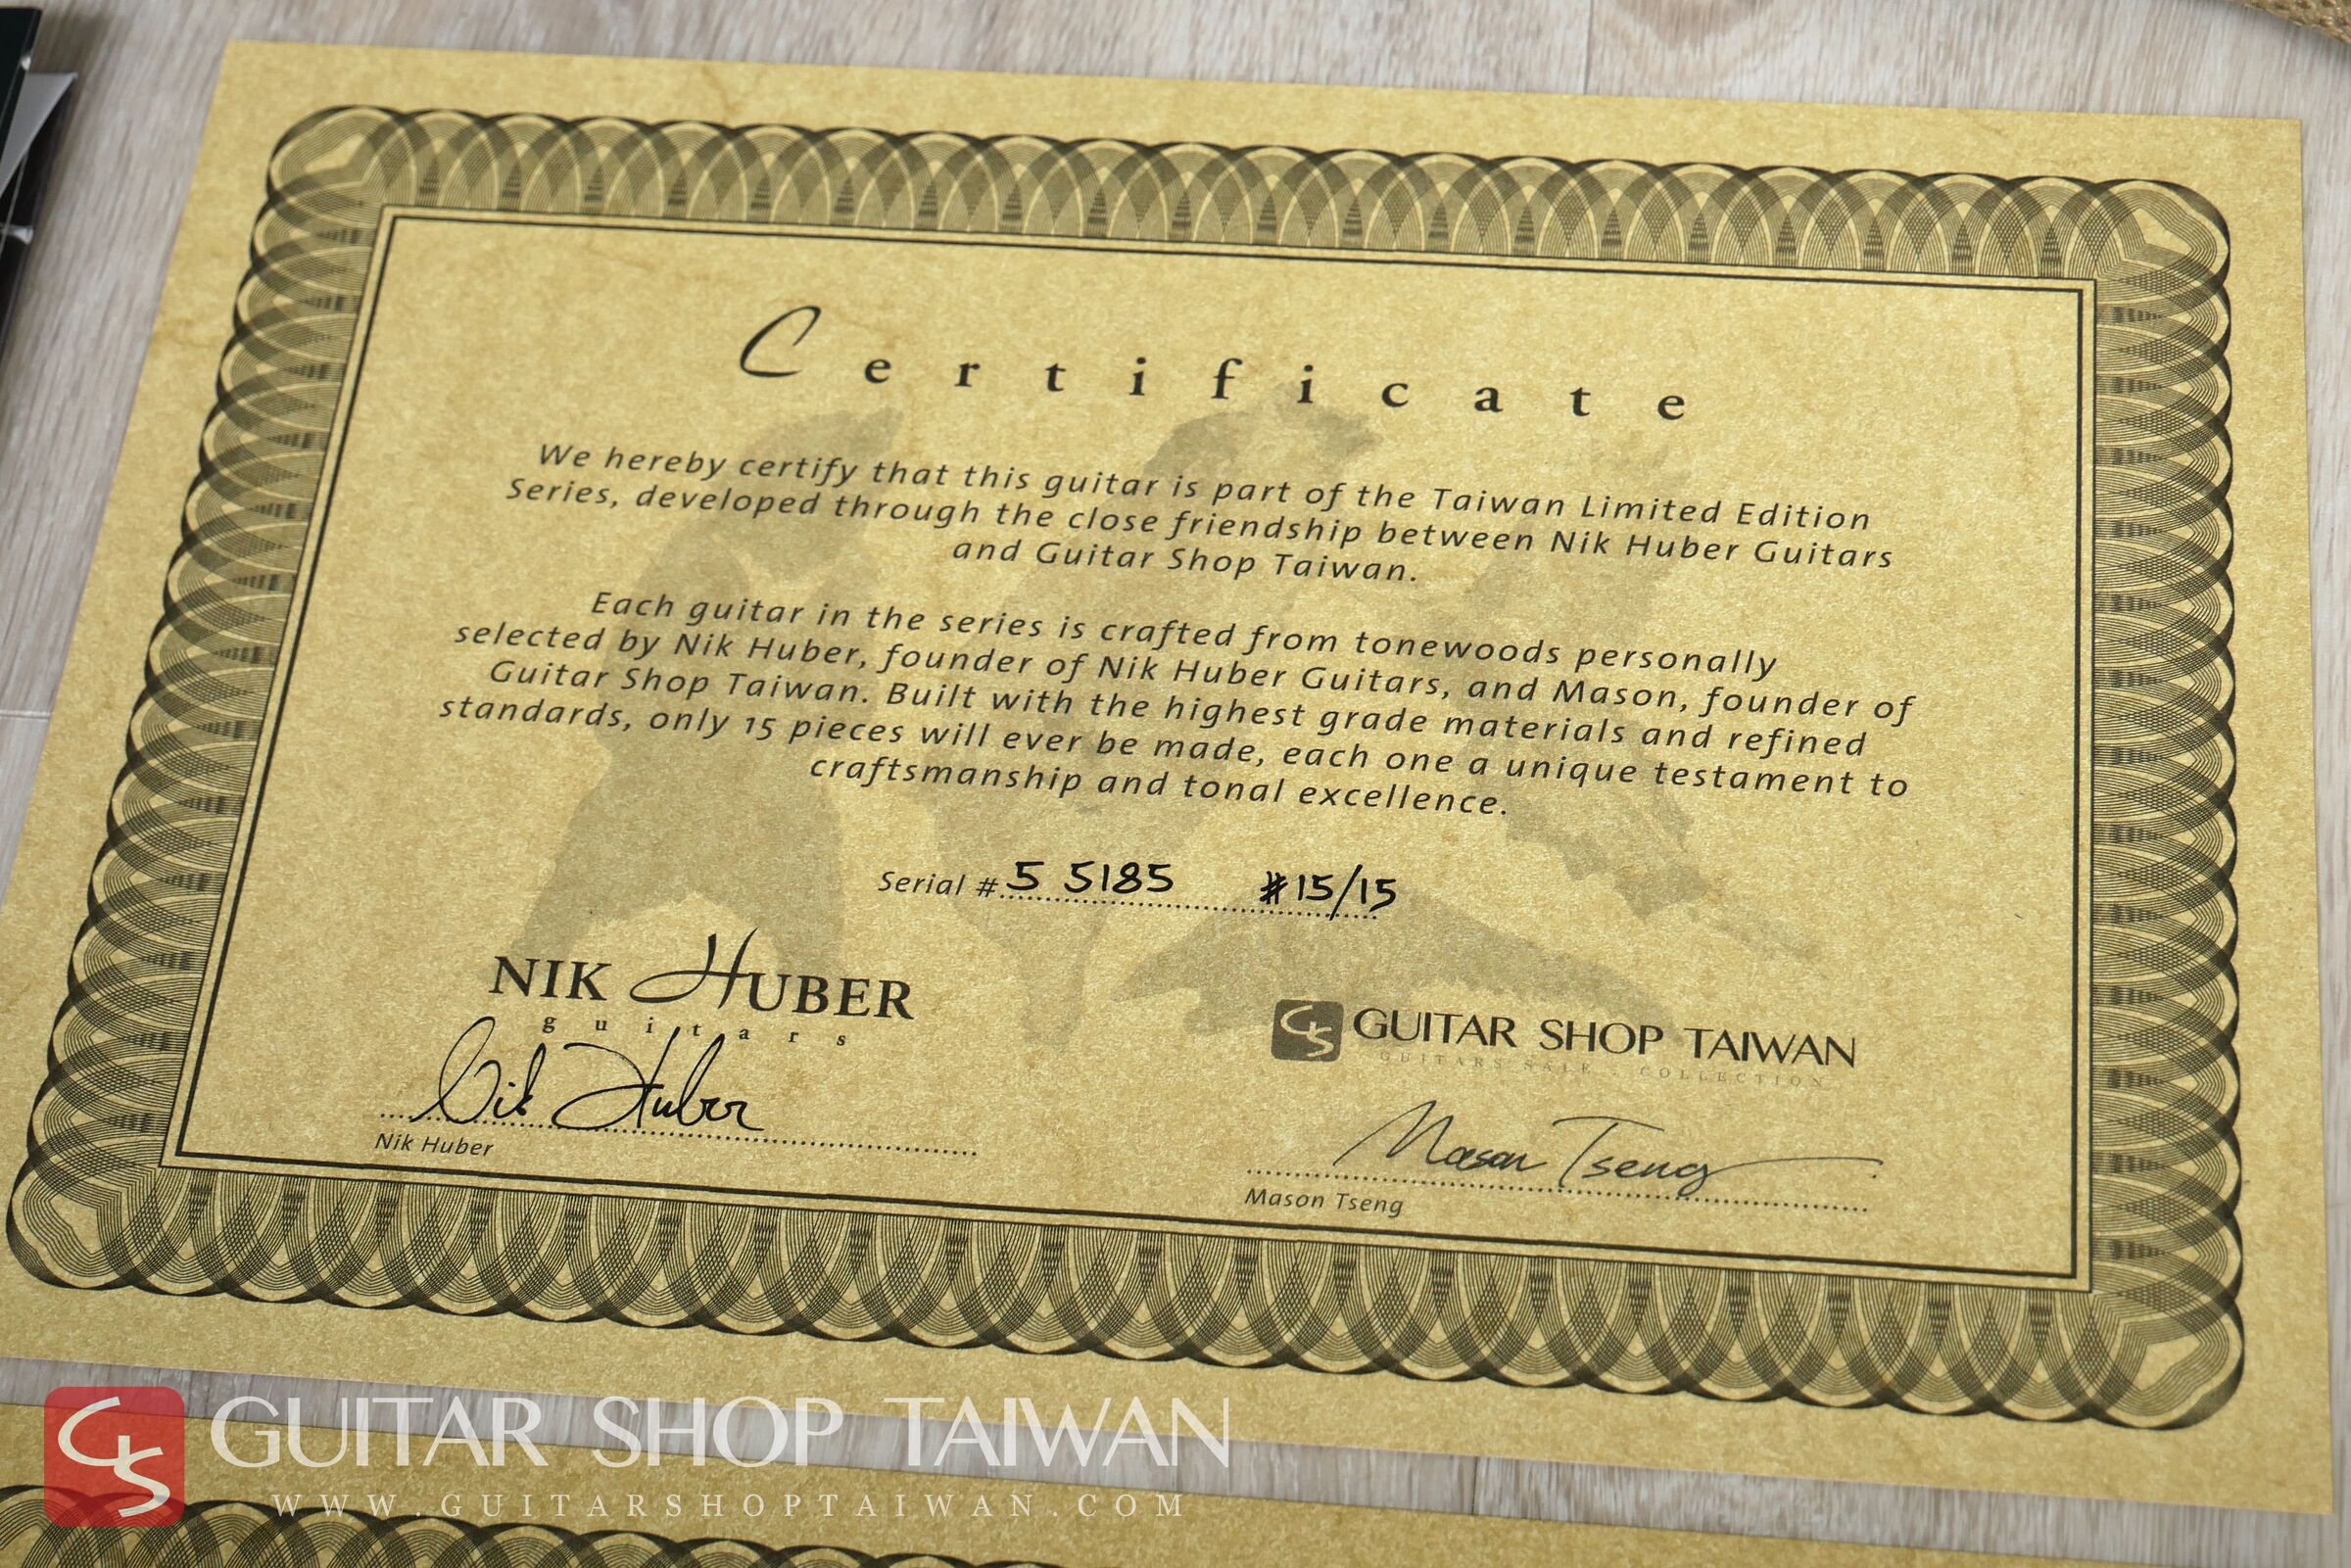 Certificate
We hereby certify that this guitar is part of the Taiwan Limited Edition
Series, developed through the close friendship between Nik Huber Guitars
and Guitar Shop Taiwan.
Each guitar in the series is crafted from tonewoods personally
selected by Nik Huber, founder of Nik Huber Guitars, and Mason, founder of
Guitar Shop Taiwan. Built with the highest grade materials and refined
standards, only 15 pieces will ever be made, each one a unique testament to
craftsmanship and tonal excellence.
Serial # 5 5185 #15/15
NIK HUBER
guitars
Nik Huber
Nik Huber
GS GUITAR SHOP TAIWAN
GUITARS SALE - COLLECTION
Mason Tseng
Mason Tseng
GS GUITAR SHOP TAIWAN
WWW.GUITARSHOPTAIWAN.COM